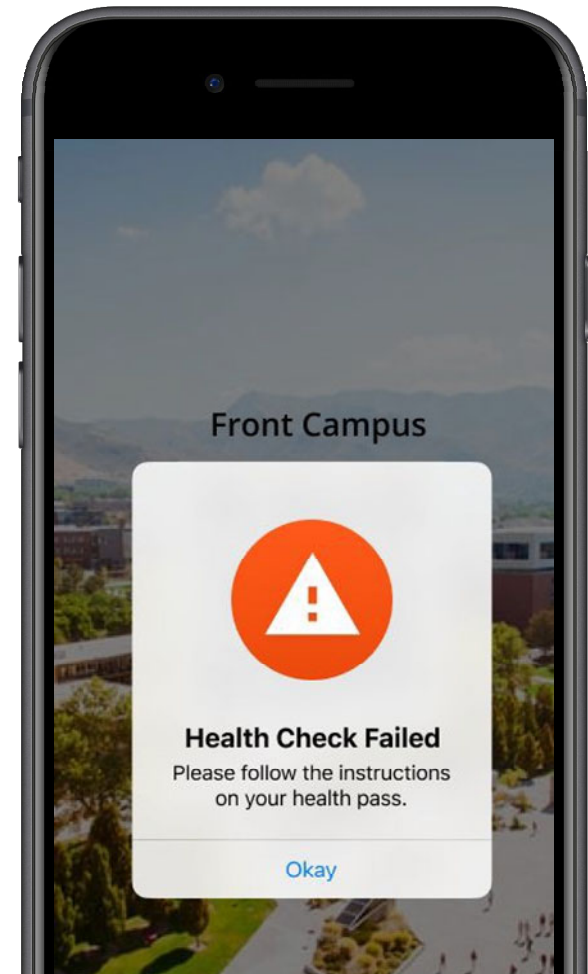 Front Campus
Health Check Failed
Please follow the instructions
on your health pass.
Okay